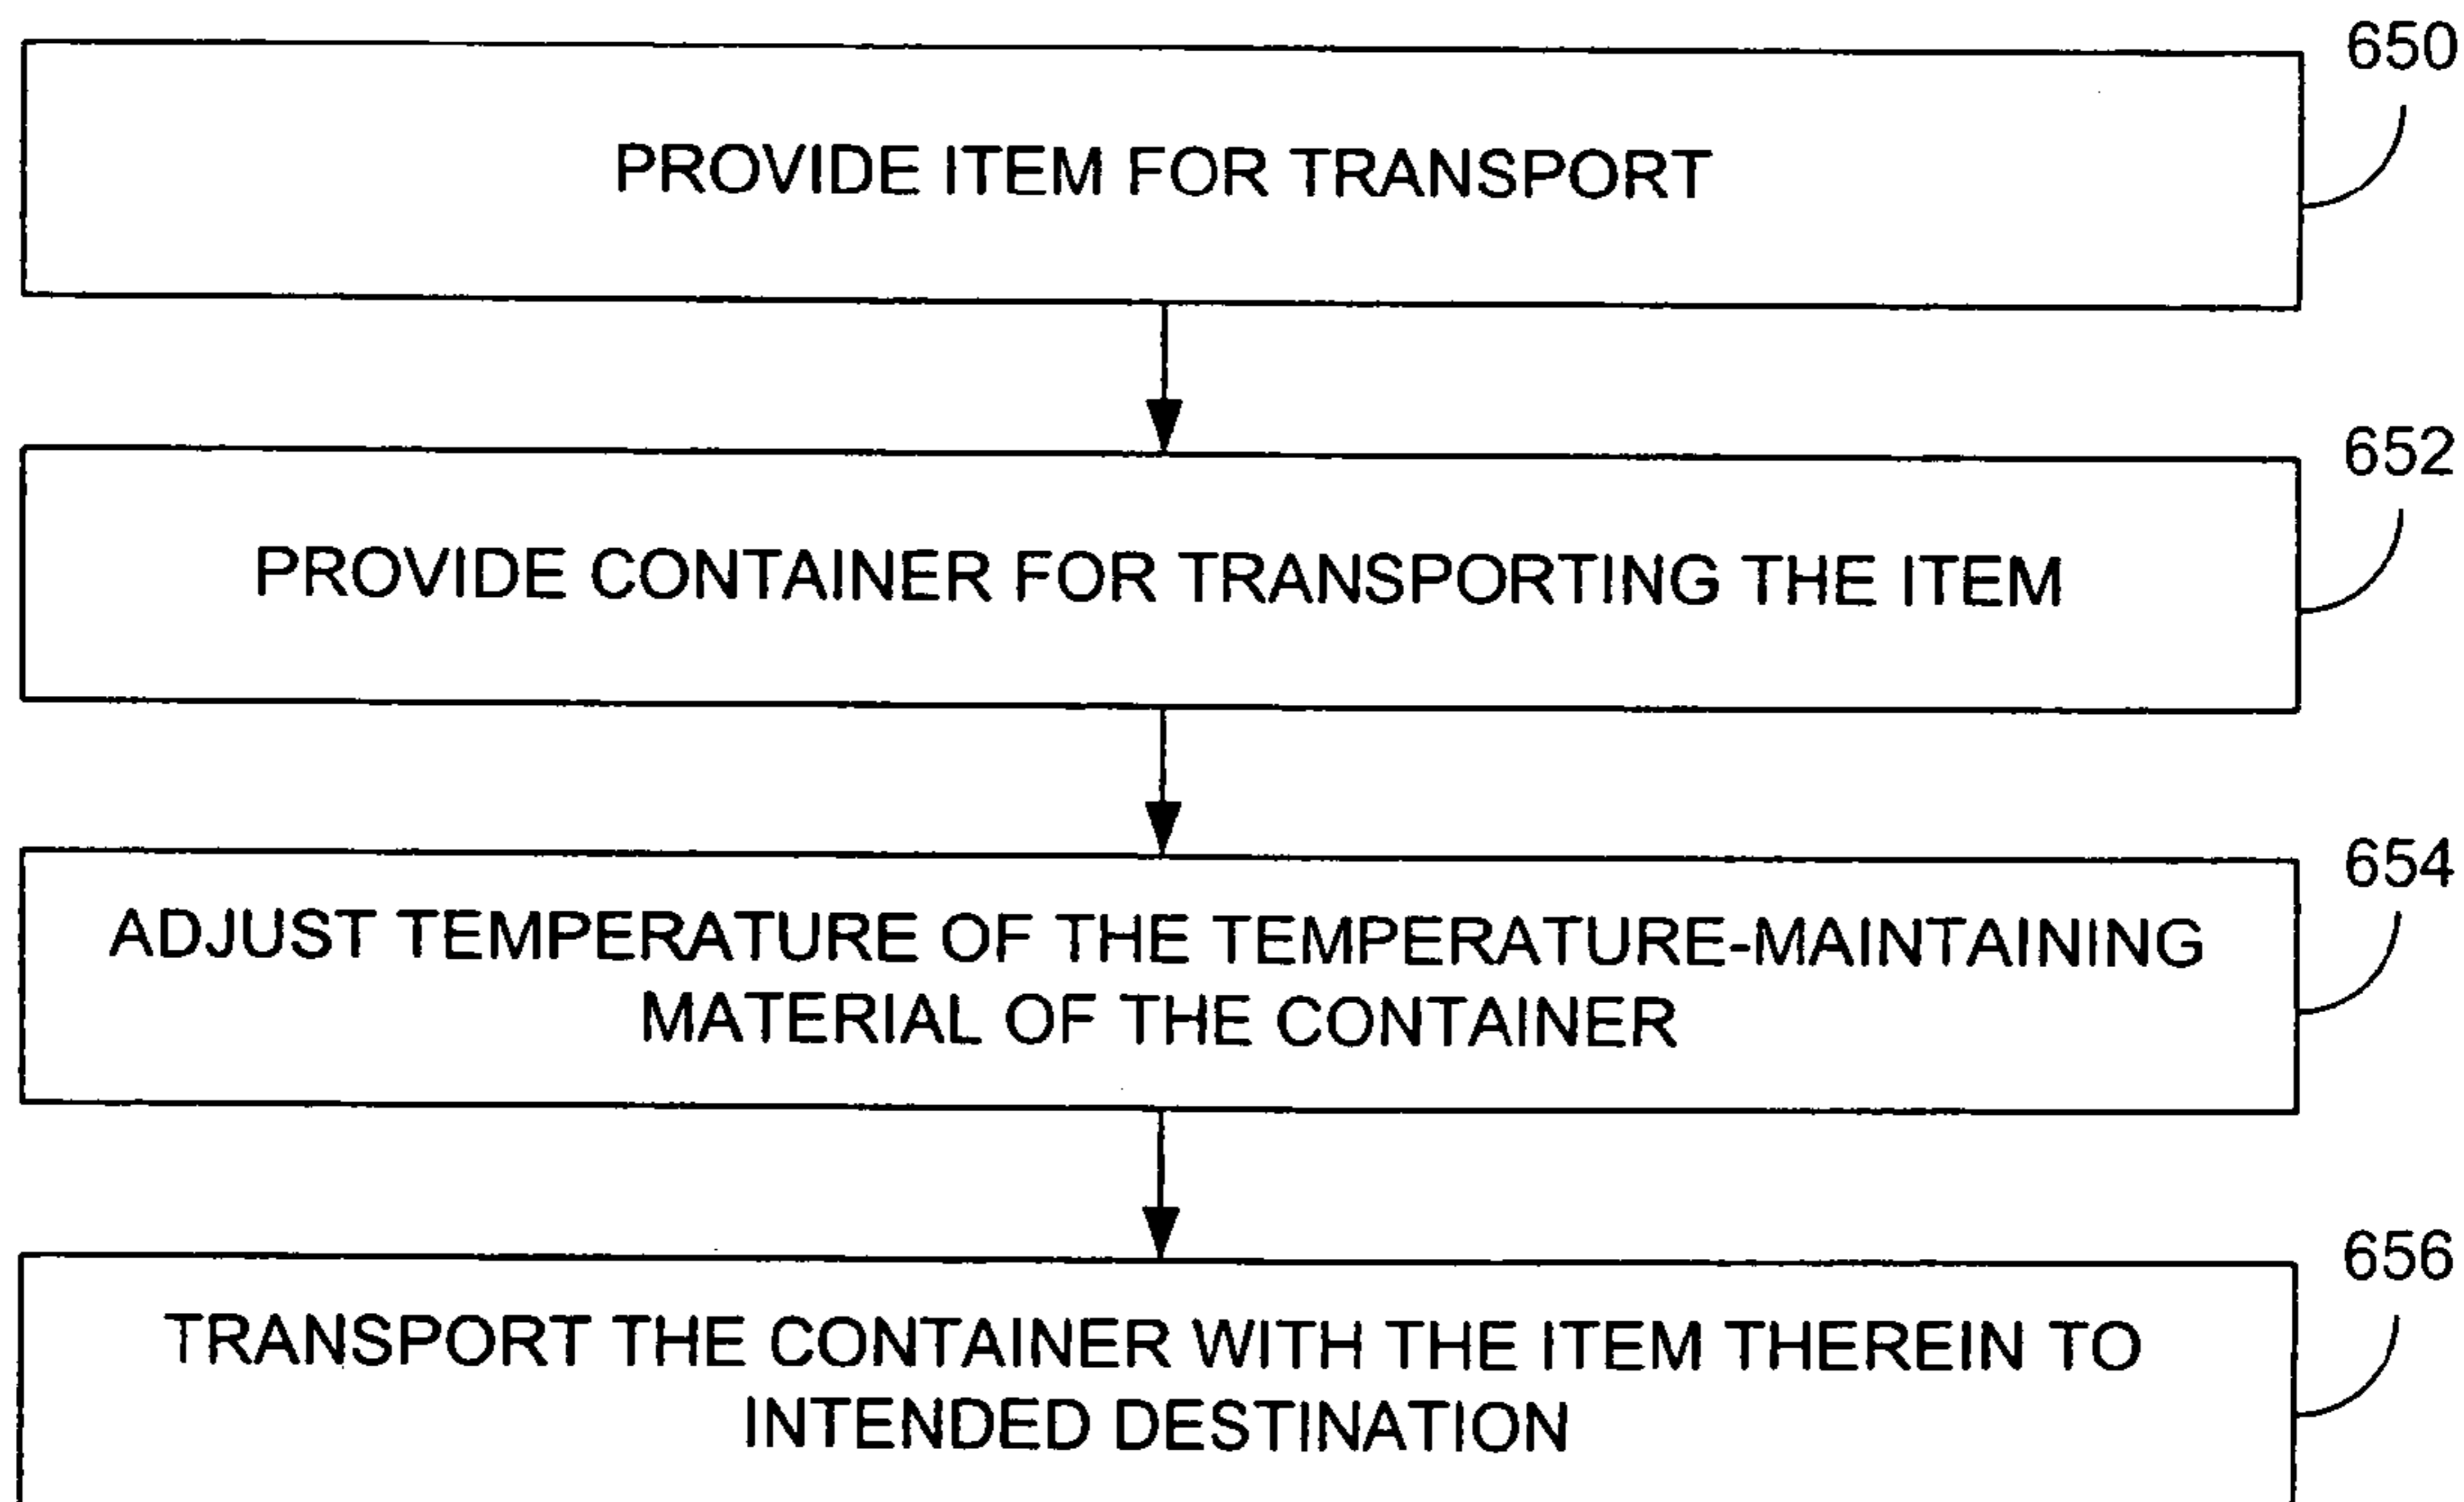 650
PROVIDE ITEM FOR TRANSPORT
652
PROVIDE CONTAINER FOR TRANSPORTING THE ITEM
654
ADJUST TEMPERATURE OF THE TEMPERATURE-MAINTAINING
MATERIAL OF THE CONTAINER
656
TRANSPORT THE CONTAINER WITH THE ITEM THEREIN TO
INTENDED DESTINATION